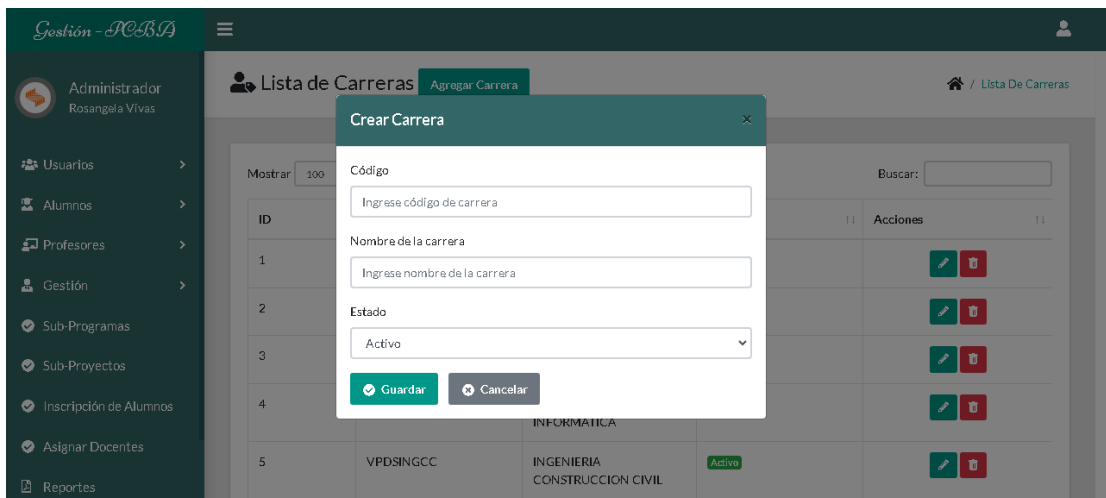 Gestión - PCBA
Administrador
Rosangela Vivas
Usuarios
Alumnos
Profesores
Gestión
Sub-Programas
Sub-Proyectos
Inscripción de Alumnos
Asignar Docentes
Reportes
Lista de Carreras Agregar Carrera
/ Lista De Carreras
Crear Carrera ×
Código
Ingrese código de carrera
Nombre de la carrera
Ingrese nombre de la carrera
Estado
Activo
Guardar Cancelar
Mostrar 100 Buscar:
ID Acciones
1
2
3
4 INFORMATICA
5 VPDSINGCC INGENIERIA Activo
CONSTRUCCION CIVIL